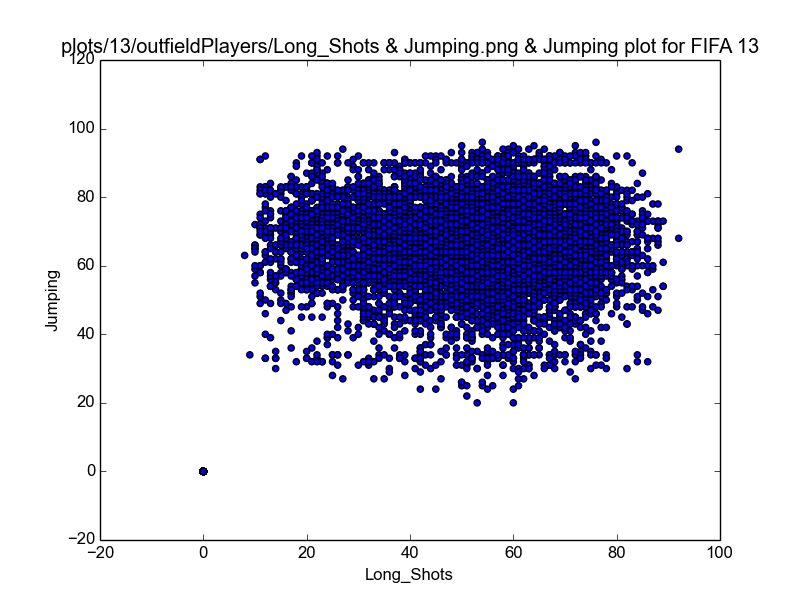 plots/13/outfieldPlayers/Long_Shots & Jumping.png & Jumping plot for FIFA 13
120
100
80
60
40
20
0
−20
−20 0 20 40 60 80 100
Jumping
Long_Shots